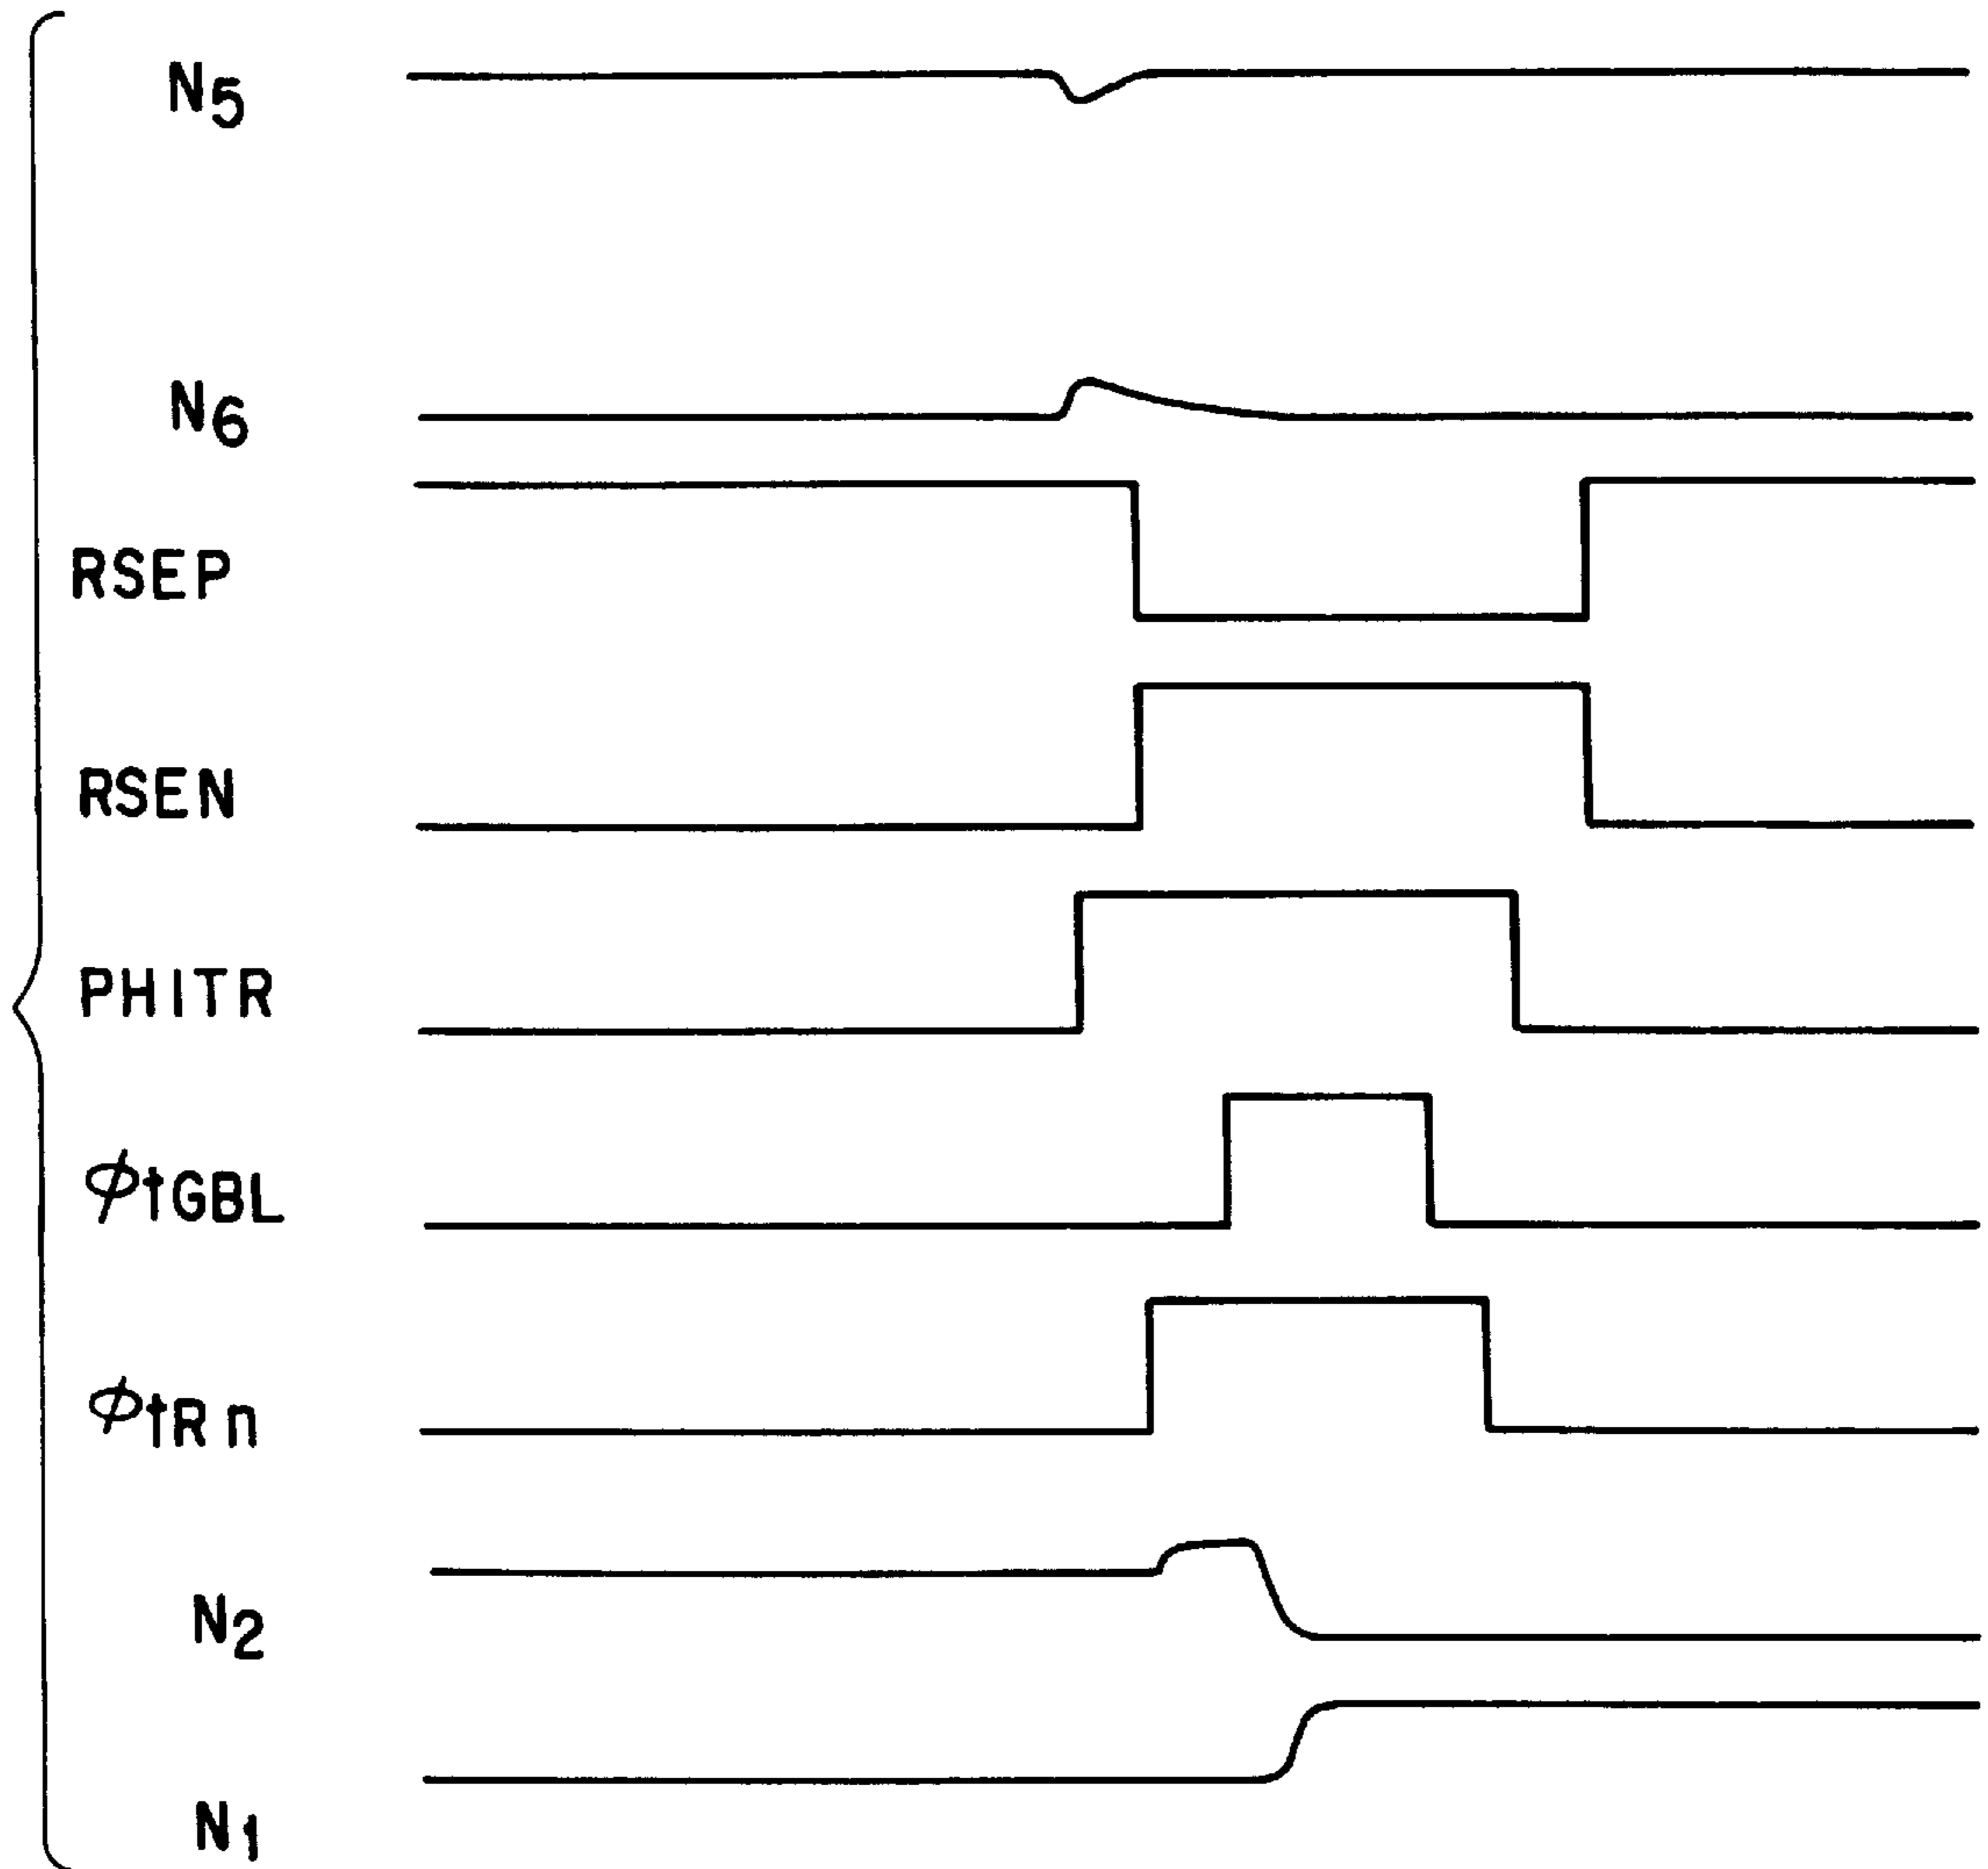 N5
N6
RSEP
RSEN
PHITR
φtGBL
φtRn
N2
N1